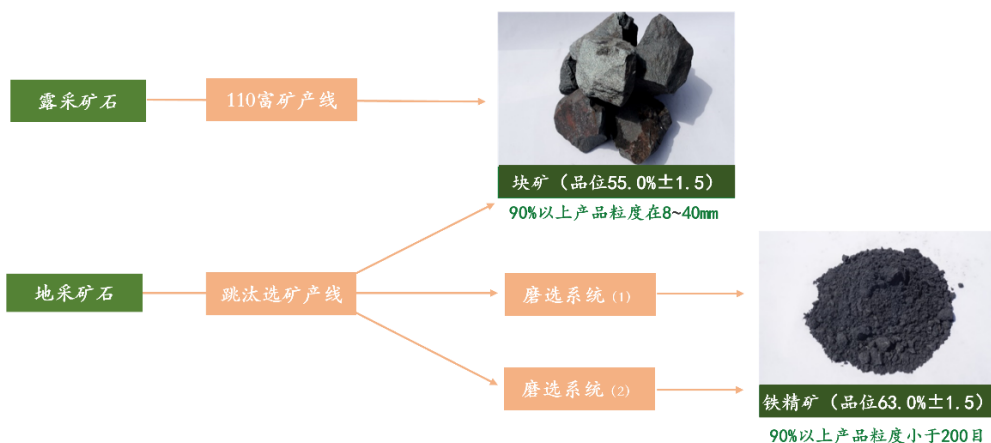 露采矿石
110富矿产线
块矿（品位55.0%±1.5）
90%以上产品粒度在8~40mm
地采矿石
跳汰选矿产线
磨选系统(1)
磨选系统(2)
铁精矿（品位63.0%±1.5）
90%以上产品粒度小于200目